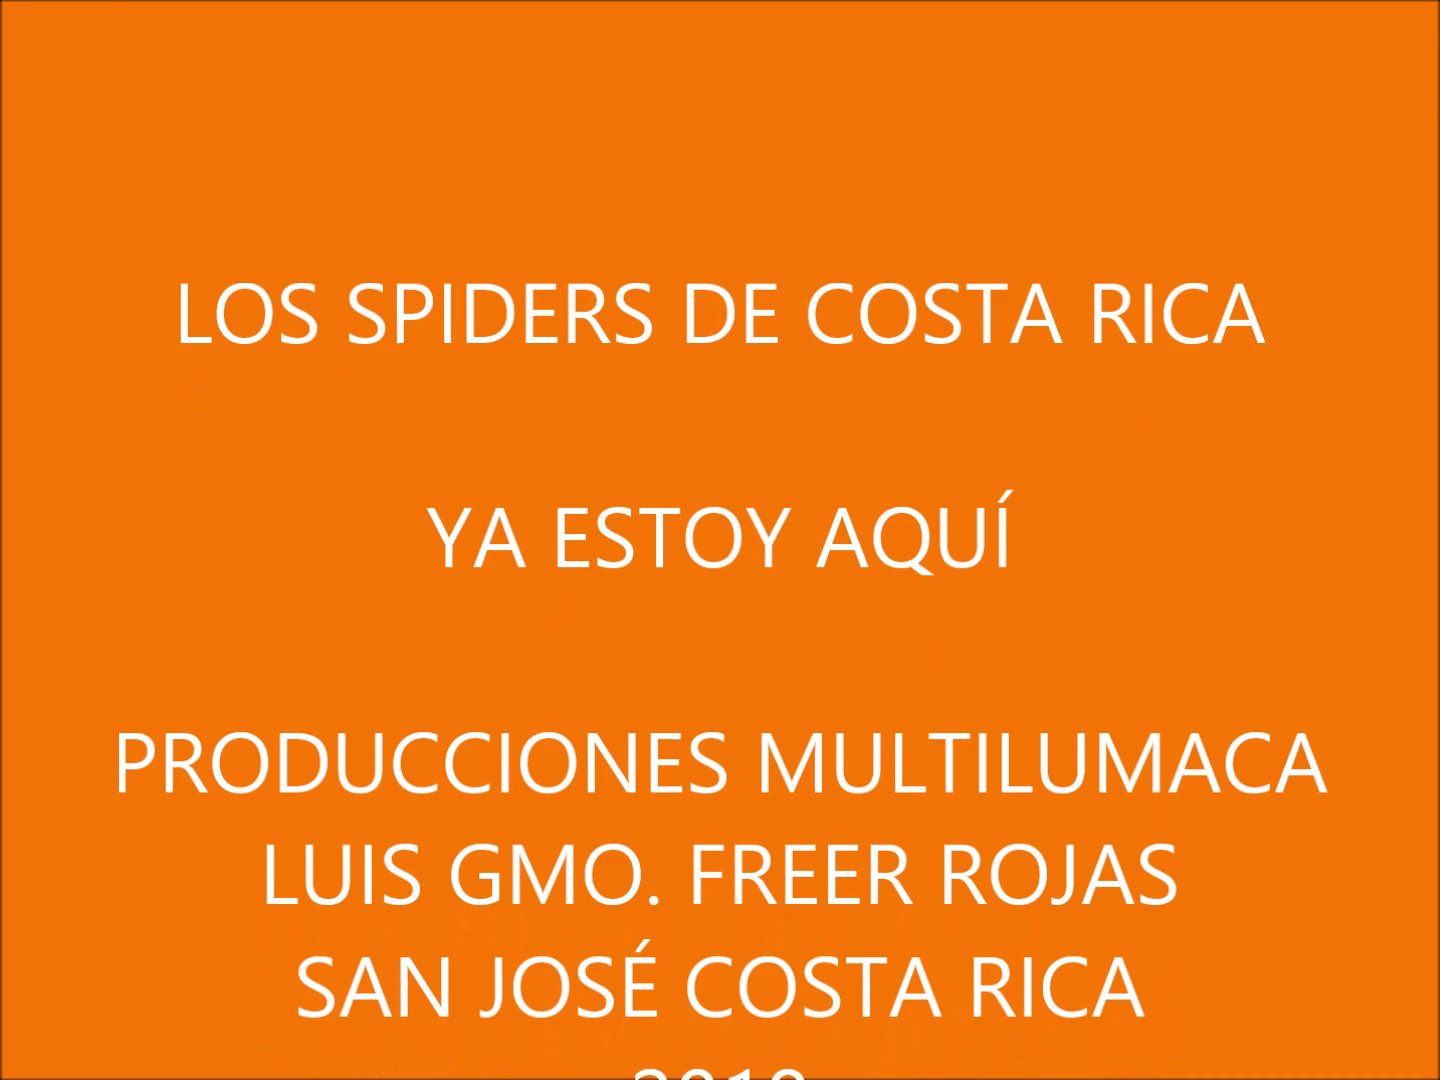 LOS SPIDERS DE COSTA RICA
YA ESTOY AQUÍ
PRODUCCIONES MULTILUMACA
LUIS GMO. FREER ROJAS
SAN JOSÉ COSTA RICA